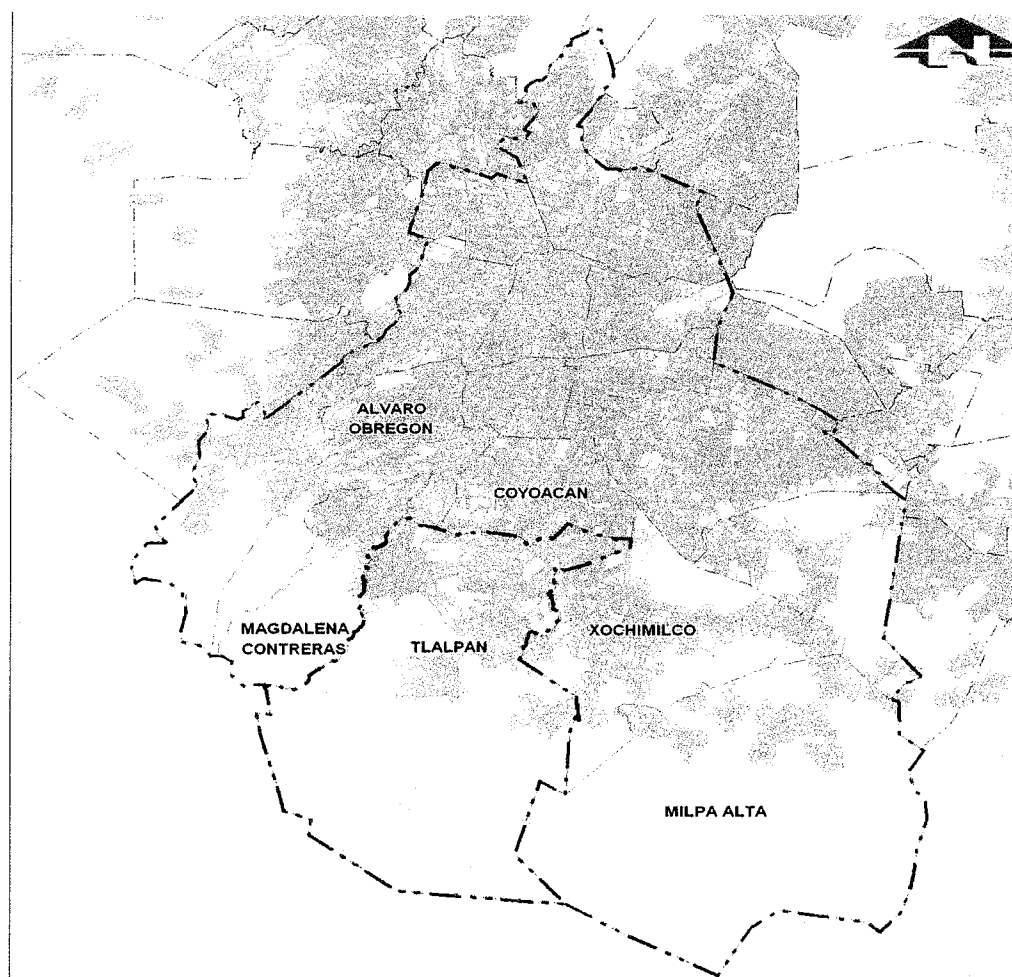 N
ALVARO
OBREGON
COYOACAN
MAGDALENA
CONTRERAS
TLALPAN
XOCHIMILCO
MILPA ALTA